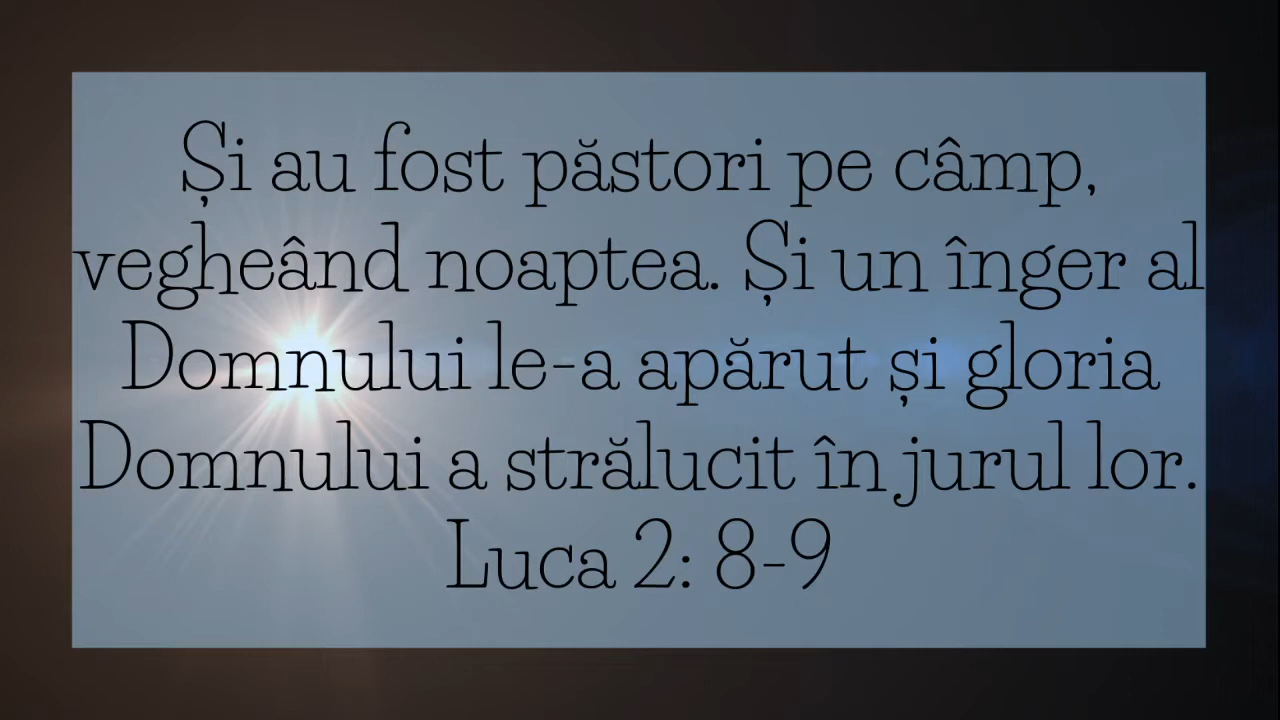 Și au fost păstori pe câmp,
vegheând noaptea. Și un înger al
Domnului le-a apărut și gloria
Domnului a strălucit în jurul lor.
Luca 2: 8-9